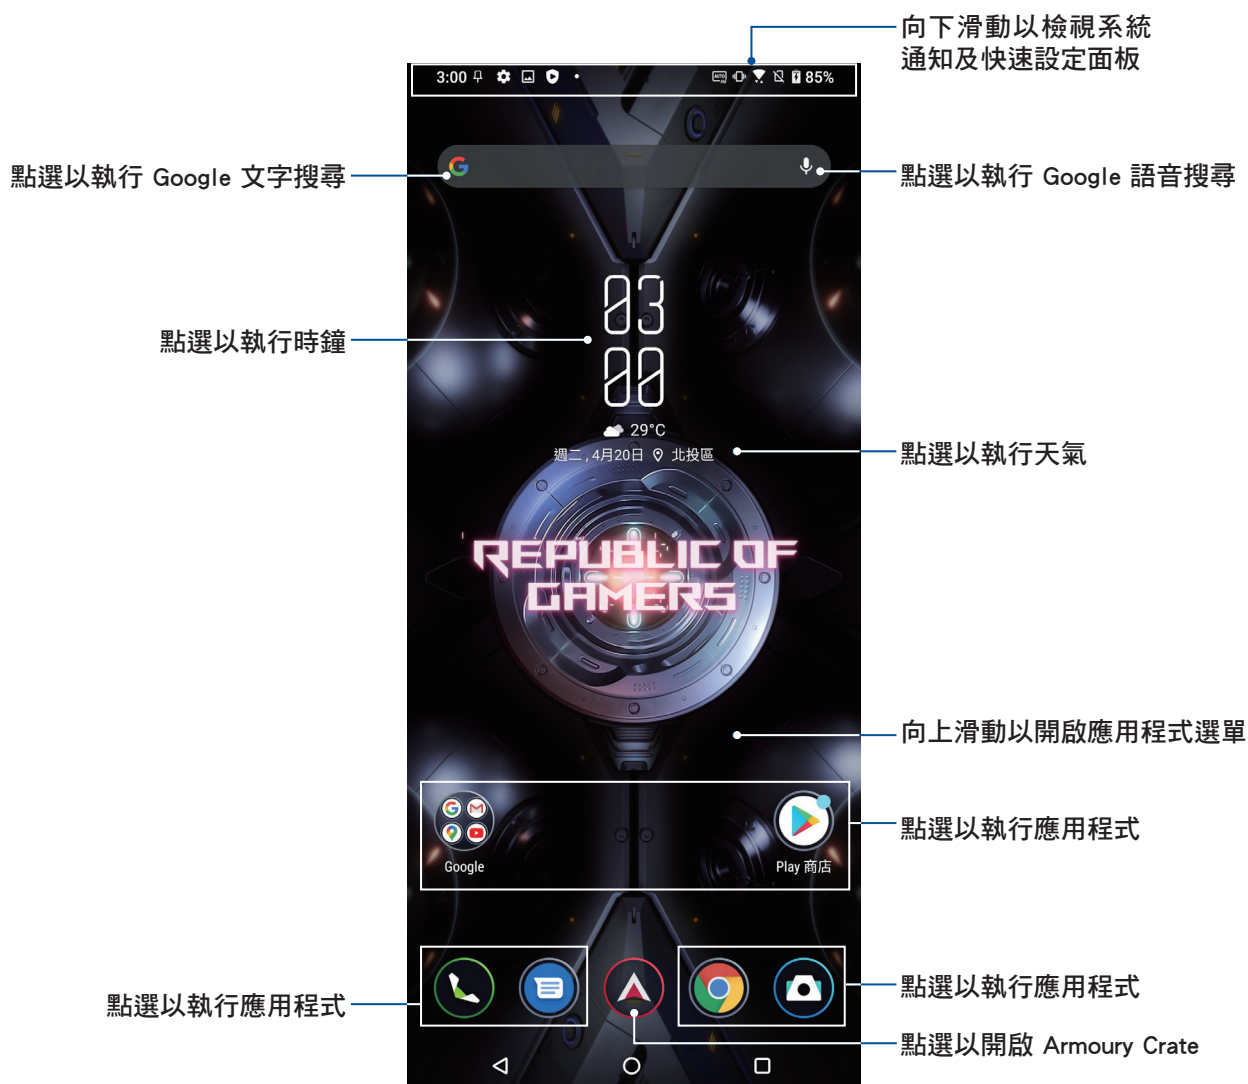 向下滑動以檢視系統
通知及快速設定面板
3:00
85%
點選以執行 Google 文字搜尋
點選以執行 Google 語音搜尋
03
00
點選以執行時鐘
29°C
週二 , 4月20日 北投區
點選以執行天氣
REPUBLIC OF
GAMERS
向上滑動以開啟應用程式選單
Google
Play 商店
點選以執行應用程式
點選以執行應用程式
點選以執行應用程式
點選以開啟 Armoury Crate